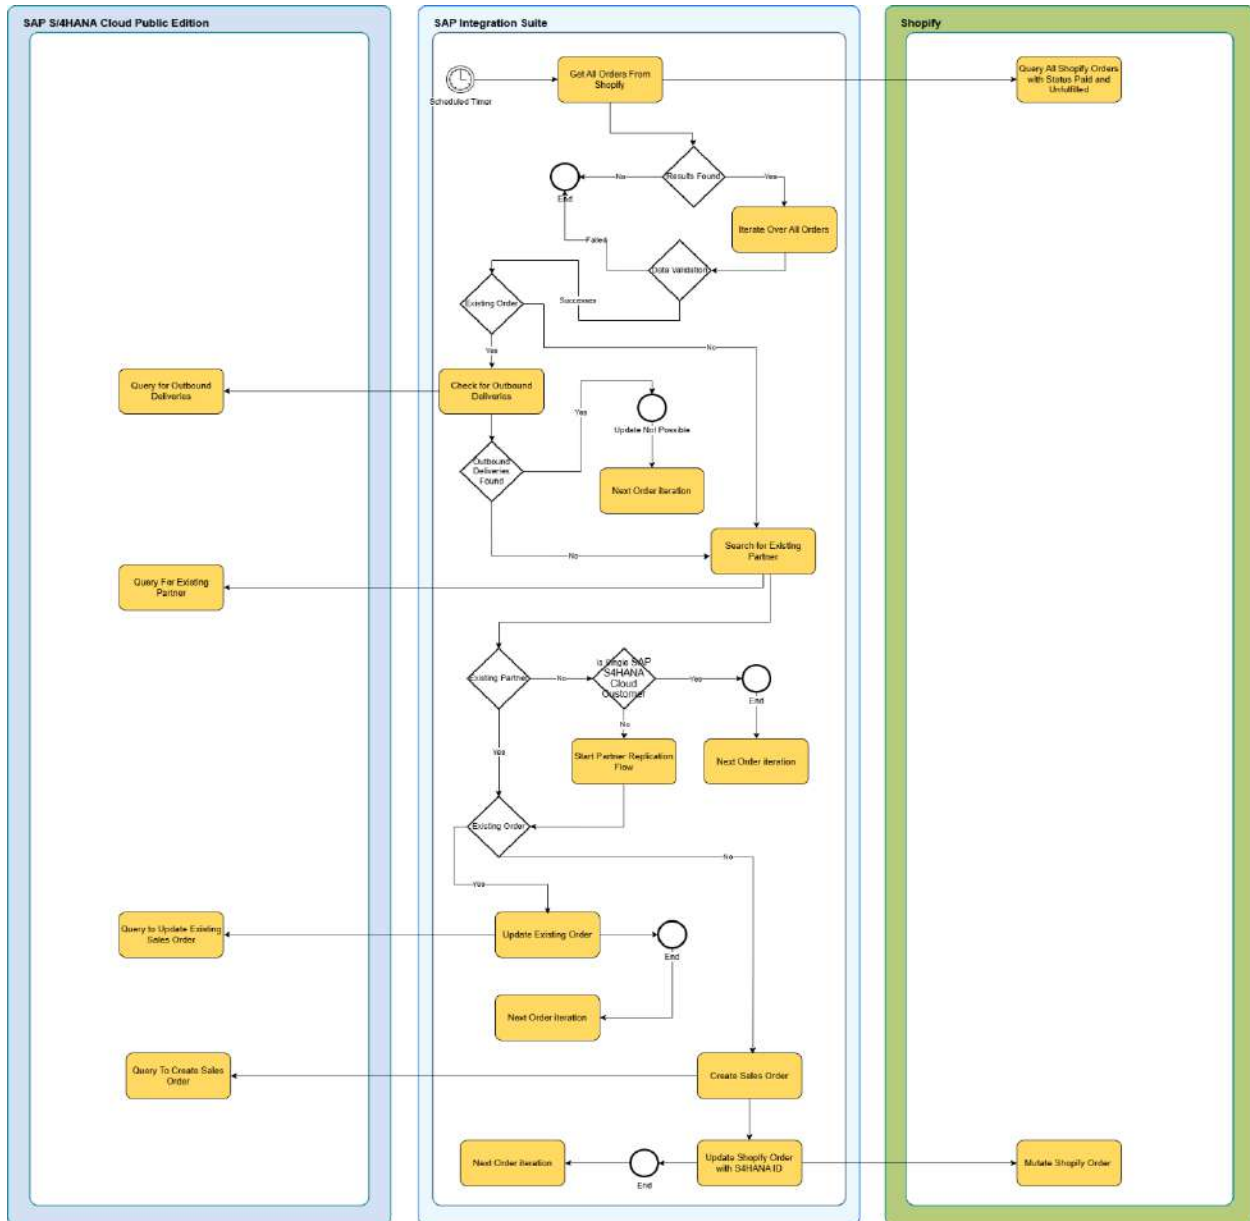 SAP S/4HANA Cloud Public Edition
SAP Integration Suite
Shopify
Scheduled Timer
Get All Orders From
Shopify
Query All Shopify Orders
with Status Paid and
Unfulfilled
Results Found
No
Yes
End
Iterate Over All Orders
Failed
Data Validation
Successes
Existing Order
No
Yes
Query for Outbound
Deliveries
Check for Outbound
Deliveries
Yes
Update Not Possible
Outbound
Deliveries
Found
Next Order iteration
No
Search for Existing
Partner
Query For Existing
Partner
Existing Partner
No
is Single SAP
S4HANA
Cloud
Customer
Yes
End
No
Yes
Start Partner Replication
Flow
Next Order iteration
Existing Order
No
Yes
Query to Update Existing
Sales Order
Update Existing Order
End
Next Order iteration
Query To Create Sales
Order
Create Sales Order
Next Order iteration
End
Update Shopify Order
with S4HANA ID
Mutate Shopify Order